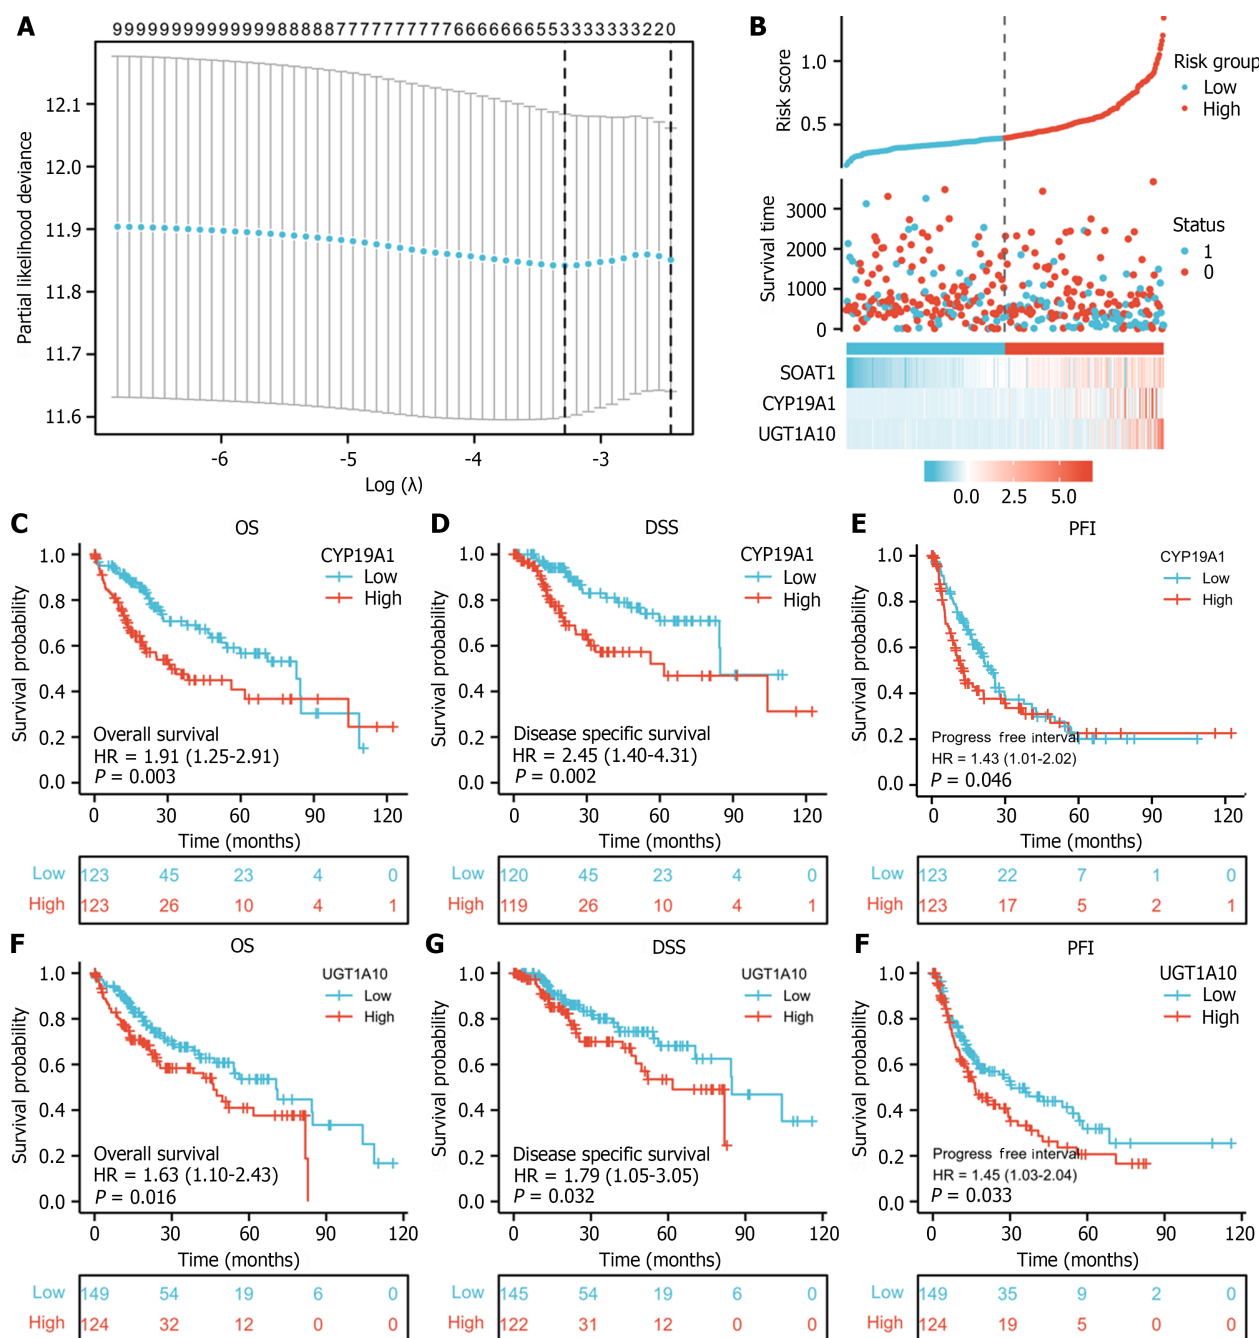 A
999999999999998888877777777776666666553333333220
Partial likelihood deviance
12.1
12.0
11.9
11.8
11.7
11.6
-6 -5 -4 -3
Log (λ)
B
Risk score
1.0
0.5
Risk group
Low
High
Survival time
3000
2000
1000
0
Status
1
0
SOAT1
CYP19A1
UGT1A10
0.0 2.5 5.0
C
OS
Survival probability
1.0
0.8
0.6
0.4
0.2
0.0
CYP19A1
Low
High
Overall survival
HR = 1.91 (1.25-2.91)
P = 0.003
0 30 60 90 120
Time (months)
Low 123 45 23 4 0
High 123 26 10 4 1
D
DSS
Survival probability
1.0
0.8
0.6
0.4
0.2
0.0
CYP19A1
Low
High
Disease specific survival
HR = 2.45 (1.40-4.31)
P = 0.002
0 30 60 90 120
Time (months)
Low 120 45 23 4 0
High 119 26 10 4 1
E
PFI
Survival probability
1.0
0.8
0.6
0.4
0.2
0.0
CYP19A1
Low
High
Progress free interval
HR = 1.43 (1.01-2.02)
P = 0.046
0 30 60 90 120
Time (months)
Low 123 22 7 1 0
High 123 17 5 2 1
F
OS
Survival probability
1.0
0.8
0.6
0.4
0.2
0.0
UGT1A10
Low
High
Overall survival
HR = 1.63 (1.10-2.43)
P = 0.016
0 30 60 90 120
Time (months)
Low 149 54 19 6 0
High 124 32 12 0 0
G
DSS
Survival probability
1.0
0.8
0.6
0.4
0.2
0.0
UGT1A10
Low
High
Disease specific survival
HR = 1.79 (1.05-3.05)
P = 0.032
0 30 60 90 120
Time (months)
Low 145 54 19 6 0
High 122 31 12 0 0
F
PFI
Survival probability
1.0
0.8
0.6
0.4
0.2
0.0
UGT1A10
Low
High
Progress free interval
HR = 1.45 (1.03-2.04)
P = 0.033
0 30 60 90 120
Time (months)
Low 149 35 9 2 0
High 124 19 5 0 0